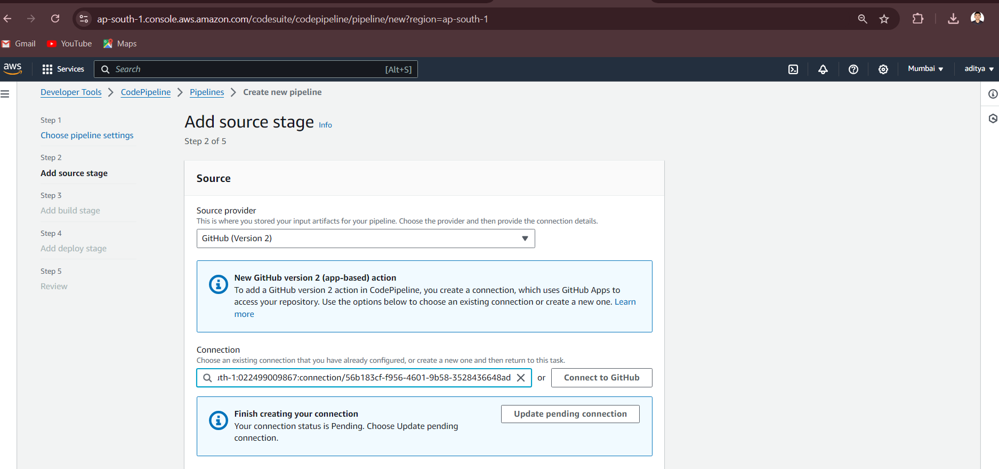 ap-south-1.console.aws.amazon.com/codesuite/codepipeline/pipeline/new?region=ap-south-1
Gmail YouTube Maps
aws Services Search [Alt+S] Mumbai aditya
Developer Tools CodePipeline Pipelines Create new pipeline
Step 1
Choose pipeline settings
Step 2
Add source stage
Step 3
Add build stage
Step 4
Add deploy stage
Step 5
Review
Add source stage Info
Step 2 of 5
Source
Source provider
This is where you stored your input artifacts for your pipeline. Choose the provider and then provide the connection details.
GitHub (Version 2)
New GitHub version 2 (app-based) action
To add a GitHub version 2 action in CodePipeline, you create a connection, which uses GitHub Apps to
access your repository. Use the options below to choose an existing connection or create a new one. Learn
more
Connection
Choose an existing connection that you have already configured, or create a new one and then return to this task.
uth-1:022499009867:connection/56b183cf-f956-4601-9b58-3528436648ad or Connect to GitHub
Finish creating your connection Update pending connection
Your connection status is Pending. Choose Update pending
connection.